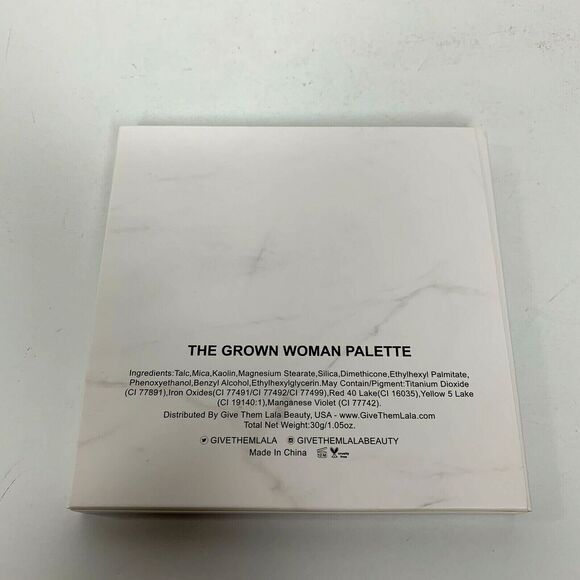 THE GROWN WOMAN PALETTE
Ingredients:Talc,Mica,Kaolin,Magnesium Stearate,Silica,Dimethicone,Ethylhexyl Palmitate,
Phenoxyethanol,Benzyl Alcohol,Ethylhexylglycerin.May Contain/Pigment:Titanium Dioxide
(CI 77891),Iron Oxides(CI 77491/CI 77492/CI 77499),Red 40 Lake(CI 16035),Yellow 5 Lake
(CI 19140:1),Manganese Violet (CI 77742).
Distributed By Give Them Lala Beauty, USA - www.GiveThemLala.com
Total Net Weight:30g/1.05oz.
GIVETHEMLALA GIVETHEMLALABEAUTY
Made In China Cruelty
free